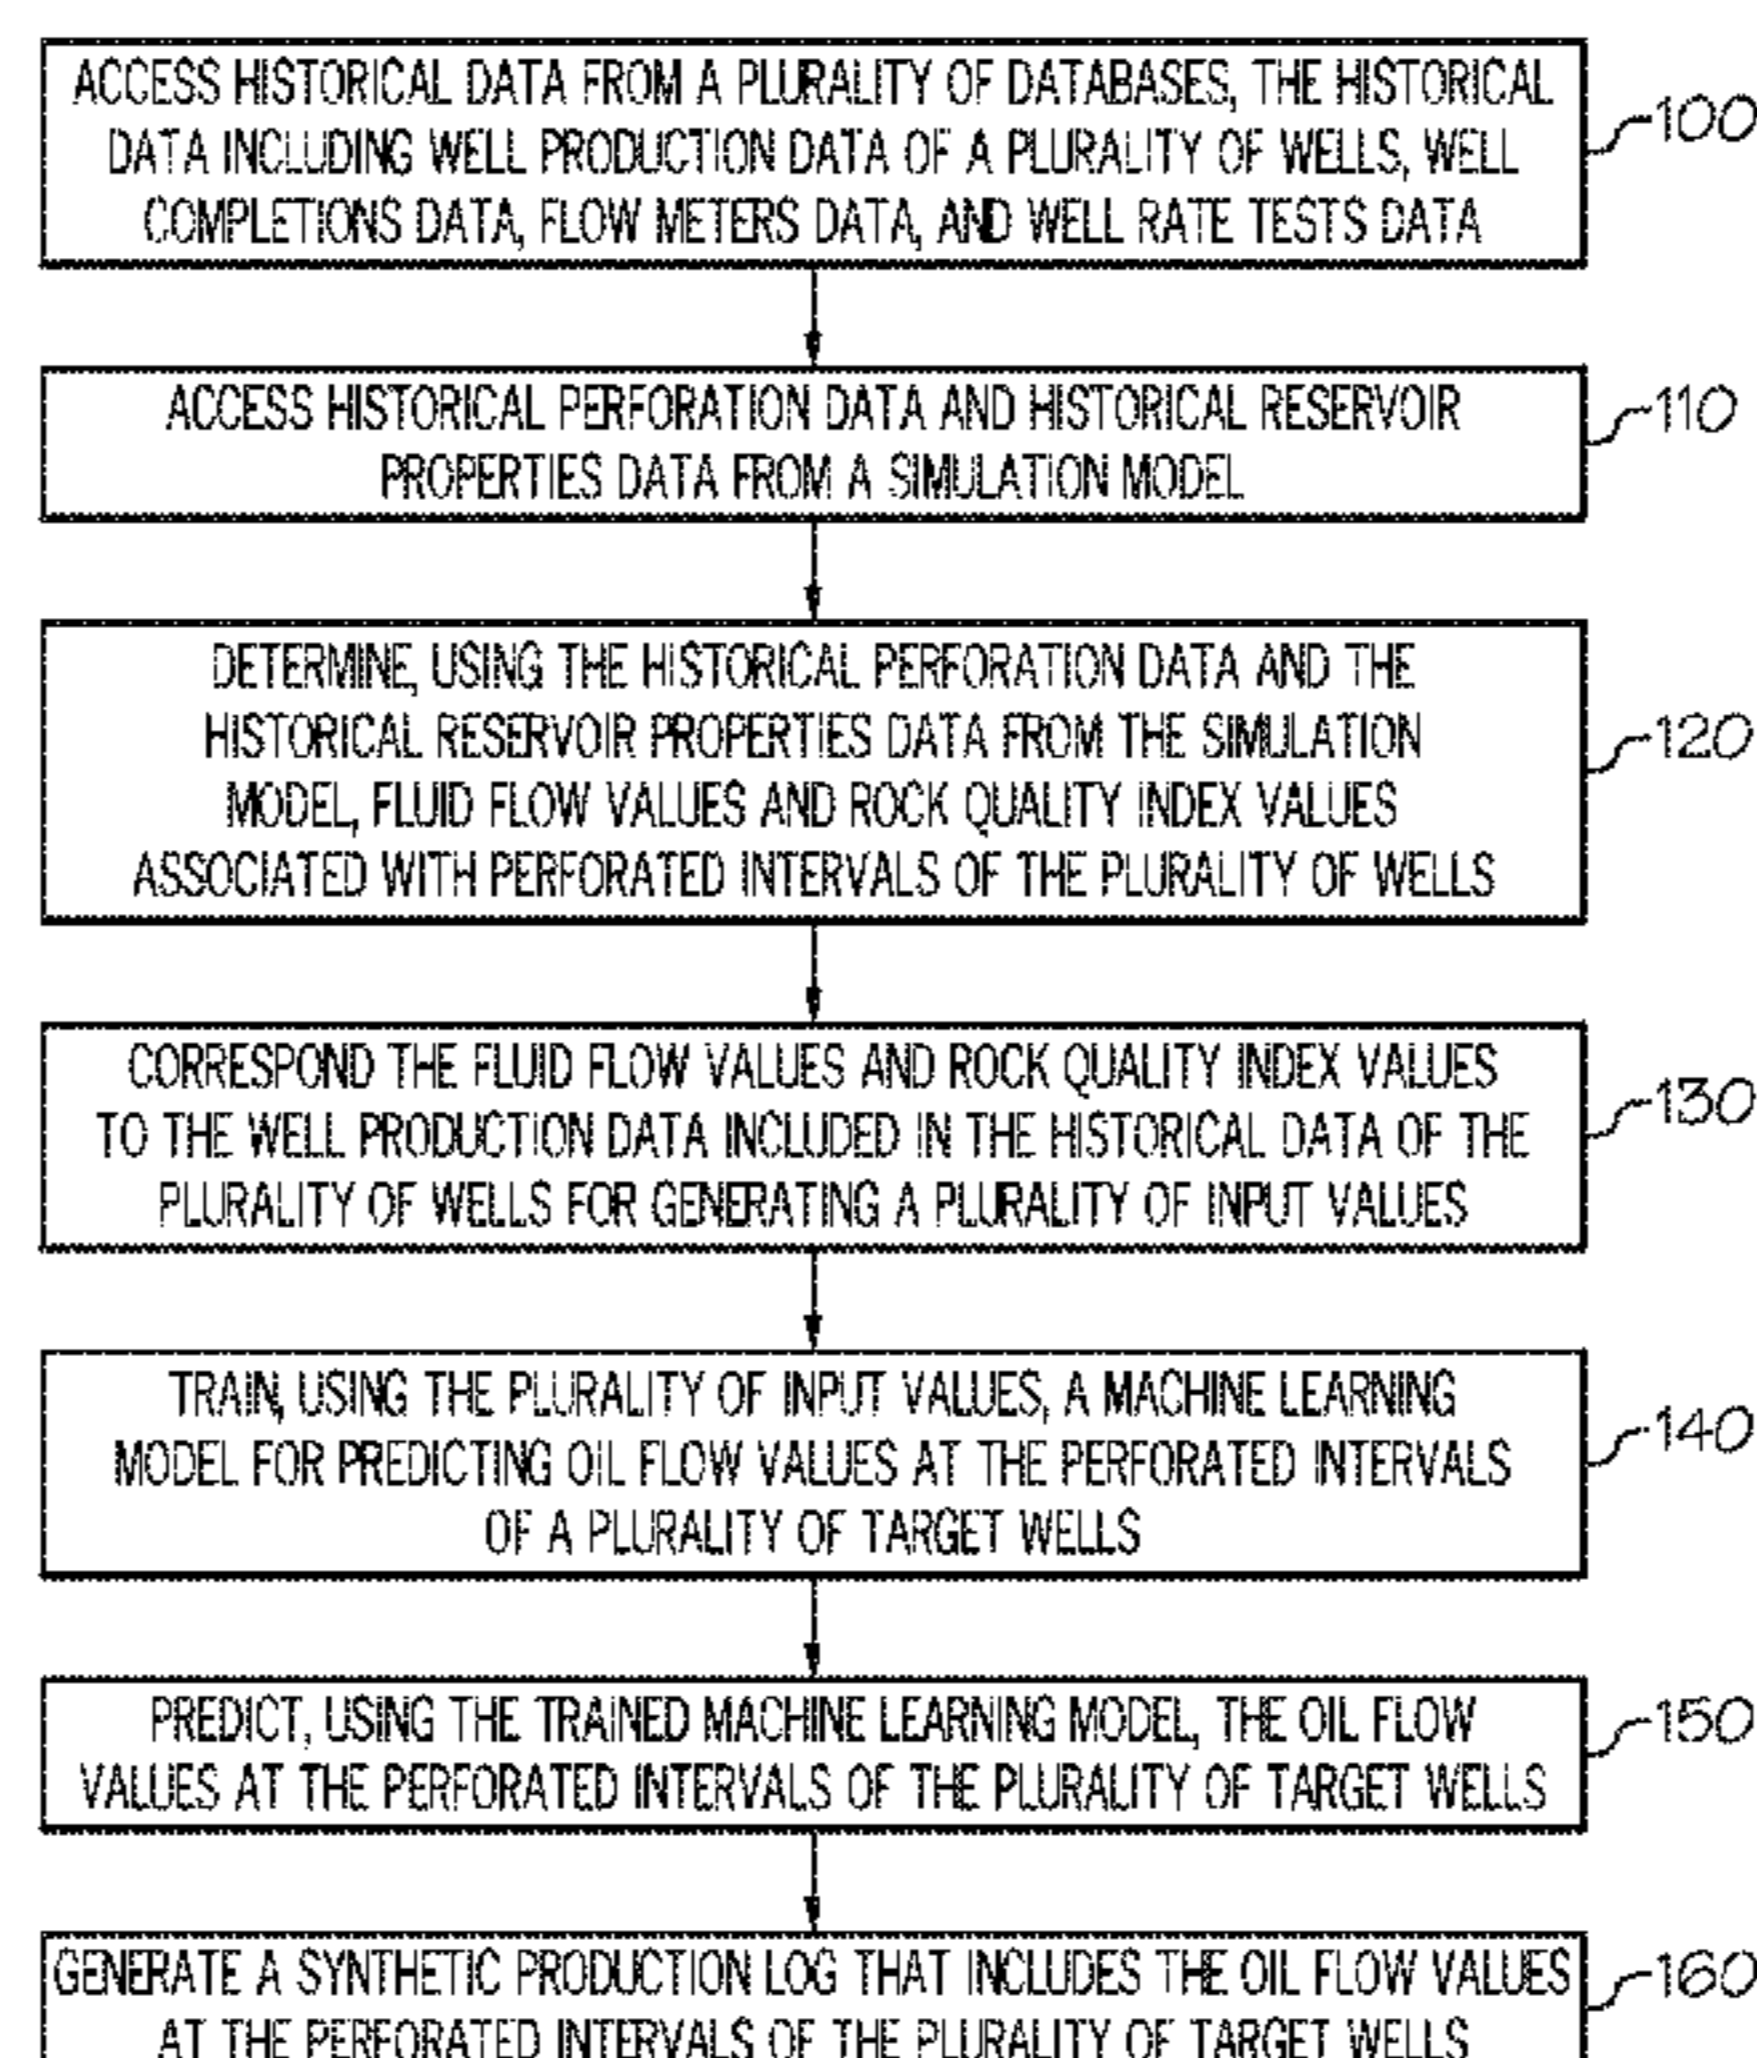 ACCESS HISTORICAL DATA FROM A PLURALITY OF DATABASES, THE HISTORICAL
DATA INCLUDING WELL PRODUCTION DATA OF A PLURALITY OF WELLS, WELL
COMPLETIONS DATA, FLOW METERS DATA, AND WELL RATE TESTS DATA
100
ACCESS HISTORICAL PERFORATION DATA AND HISTORICAL RESERVOIR
PROPERTIES DATA FROM A SIMULATION MODEL
110
DETERMINE, USING THE HISTORICAL PERFORATION DATA AND THE
HISTORICAL RESERVOIR PROPERTIES DATA FROM THE SIMULATION
MODEL, FLUID FLOW VALUES AND ROCK QUALITY INDEX VALUES
ASSOCIATED WITH PERFORATED INTERVALS OF THE PLURALITY OF WELLS
120
CORRESPOND THE FLUID FLOW VALUES AND ROCK QUALITY INDEX VALUES
TO THE WELL PRODUCTION DATA INCLUDED IN THE HISTORICAL DATA OF THE
PLURALITY OF WELLS FOR GENERATING A PLURALITY OF INPUT VALUES
130
TRAIN, USING THE PLURALITY OF INPUT VALUES, A MACHINE LEARNING
MODEL FOR PREDICTING OIL FLOW VALUES AT THE PERFORATED INTERVALS
OF A PLURALITY OF TARGET WELLS
140
PREDICT, USING THE TRAINED MACHINE LEARNING MODEL, THE OIL FLOW
VALUES AT THE PERFORATED INTERVALS OF THE PLURALITY OF TARGET WELLS
150
GENERATE A SYNTHETIC PRODUCTION LOG THAT INCLUDES THE OIL FLOW VALUES
AT THE PERFORATED INTERVALS OF THE PLURALITY OF TARGET WELLS
160